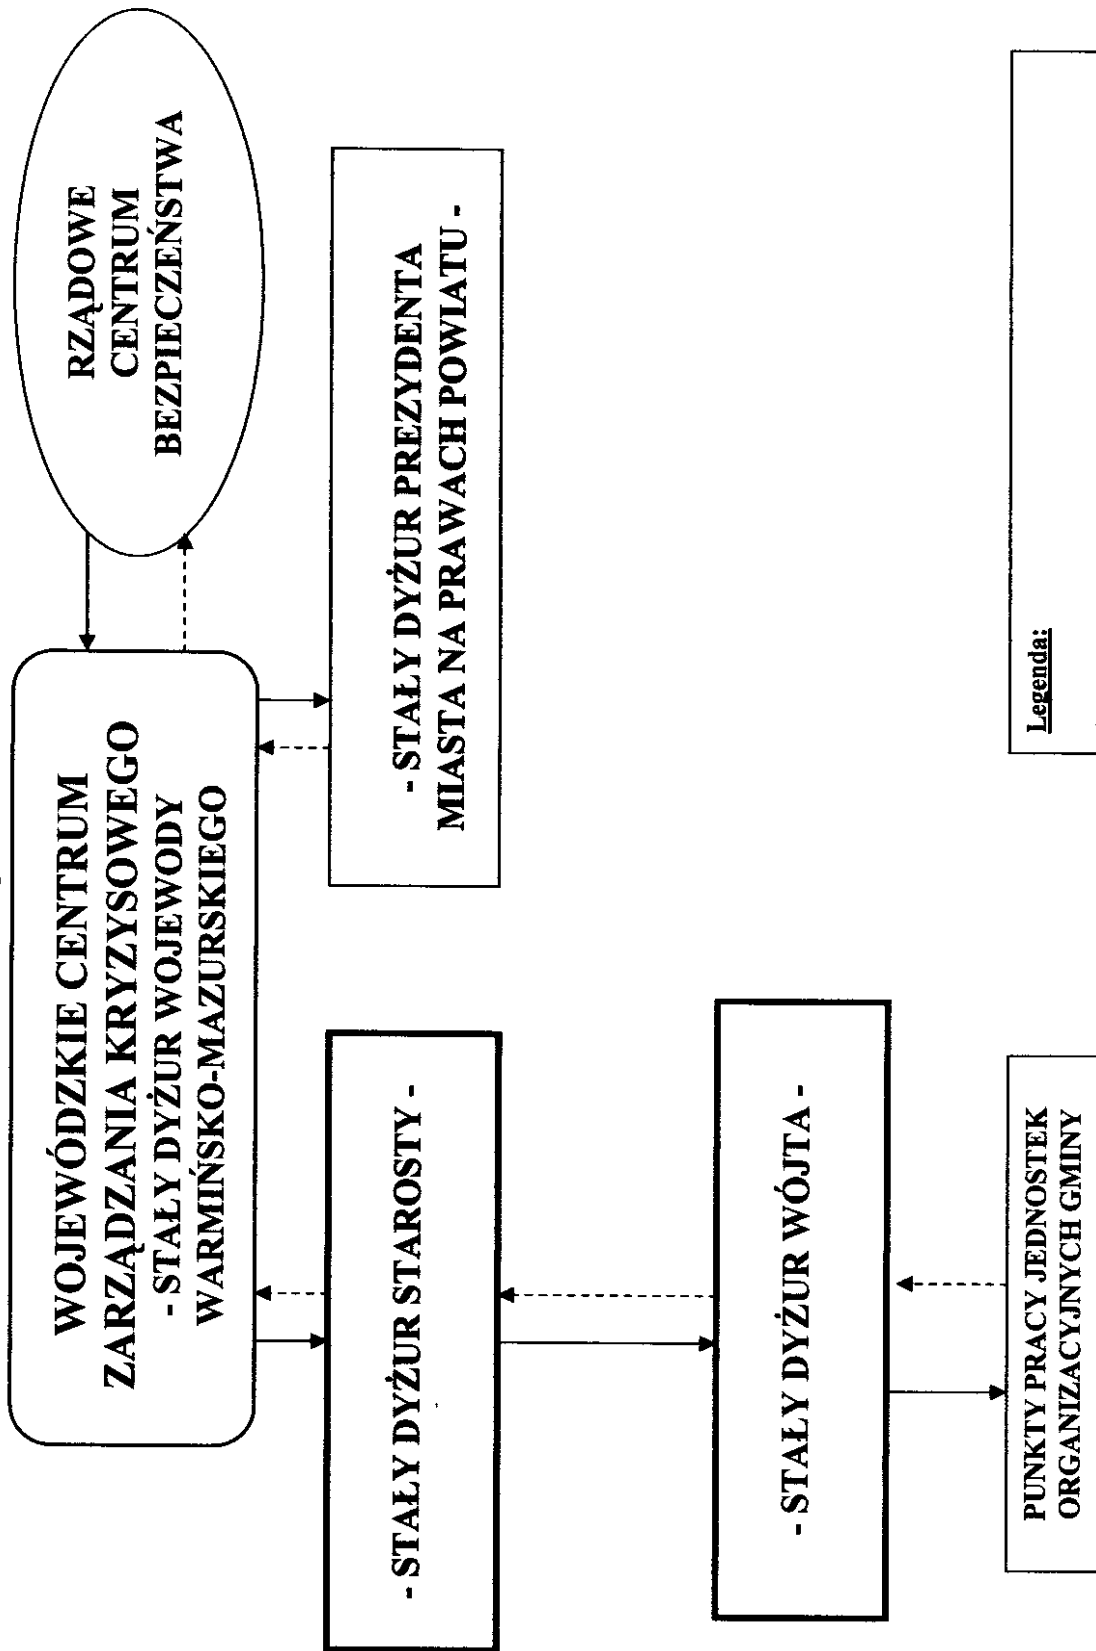 WOJEWÓDZKIE CENTRUM
ZARZĄDZANIA KRYZYSOWEGO
- STAŁY DYŻUR WOJEWODY
WARMIŃSKO-MAZURSKIEGO
RZĄDOWE
CENTRUM
BEZPIECZEŃSTWA
- STAŁY DYŻUR STAROSTY -
- STAŁY DYŻUR PREZYDENTA
MIASTA NA PRAWACH POWIATU -
- STAŁY DYŻUR WÓJTA -
PUNKTY PRACY JEDNOSTEK
ORGANIZACYJNYCH GMINY
Legenda: